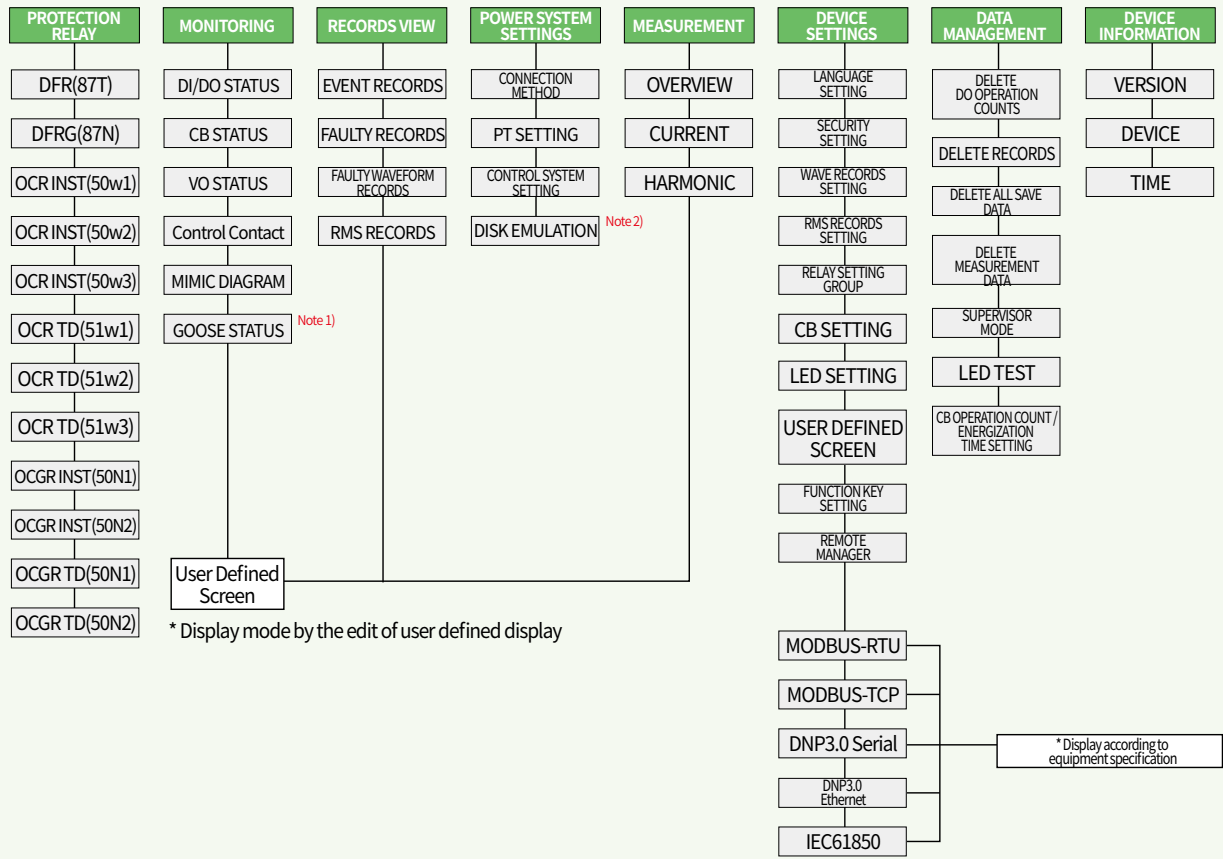 PROTECTION
RELAY
DFR(87T)
DFRG(87N)
OCR INST(50w1)
OCR INST(50w2)
OCR INST(50w3)
OCR TD(51w1)
OCR TD(51w2)
OCR TD(51w3)
OCGR INST(50N1)
OCGR INST(50N2)
OCGR TD(50N1)
OCGR TD(50N2)
MONITORING
DI/DO STATUS
CB STATUS
VO STATUS
Control Contact
MIMIC DIAGRAM
GOOSE STATUS
Note 1)
User Defined
Screen
* Display mode by the edit of user defined display
RECORDS VIEW
EVENT RECORDS
FAULTY RECORDS
FAULTY WAVEFORM
RECORDS
RMS RECORDS
POWER SYSTEM
SETTINGS
CONNECTION
METHOD
PT SETTING
CONTROL SYSTEM
SETTING
DISK EMULATION
Note 2)
MEASUREMENT
OVERVIEW
CURRENT
HARMONIC
DEVICE
SETTINGS
LANGUAGE
SETTING
SECURITY
SETTING
WAVE RECORDS
SETTING
RMS RECORDS
SETTING
RELAY SETTING
GROUP
CB SETTING
LED SETTING
USER DEFINED
SCREEN
FUNCTION KEY
SETTING
REMOTE
MANAGER
MODBUS-RTU
MODBUS-TCP
DNP3.0 Serial
DNP3.0
Ethernet
IEC61850
* Display according to
equipment specification
DATA
MANAGEMENT
DELETE
DO OPERATION
COUNTS
DELETE RECORDS
DELETE ALL SAVE
DATA
DELETE
MEASUREMENT
DATA
SUPERVISOR
MODE
LED TEST
CB OPERATION COUNT /
ENERGIZATION
TIME SETTING
DEVICE
INFORMATION
VERSION
DEVICE
TIME